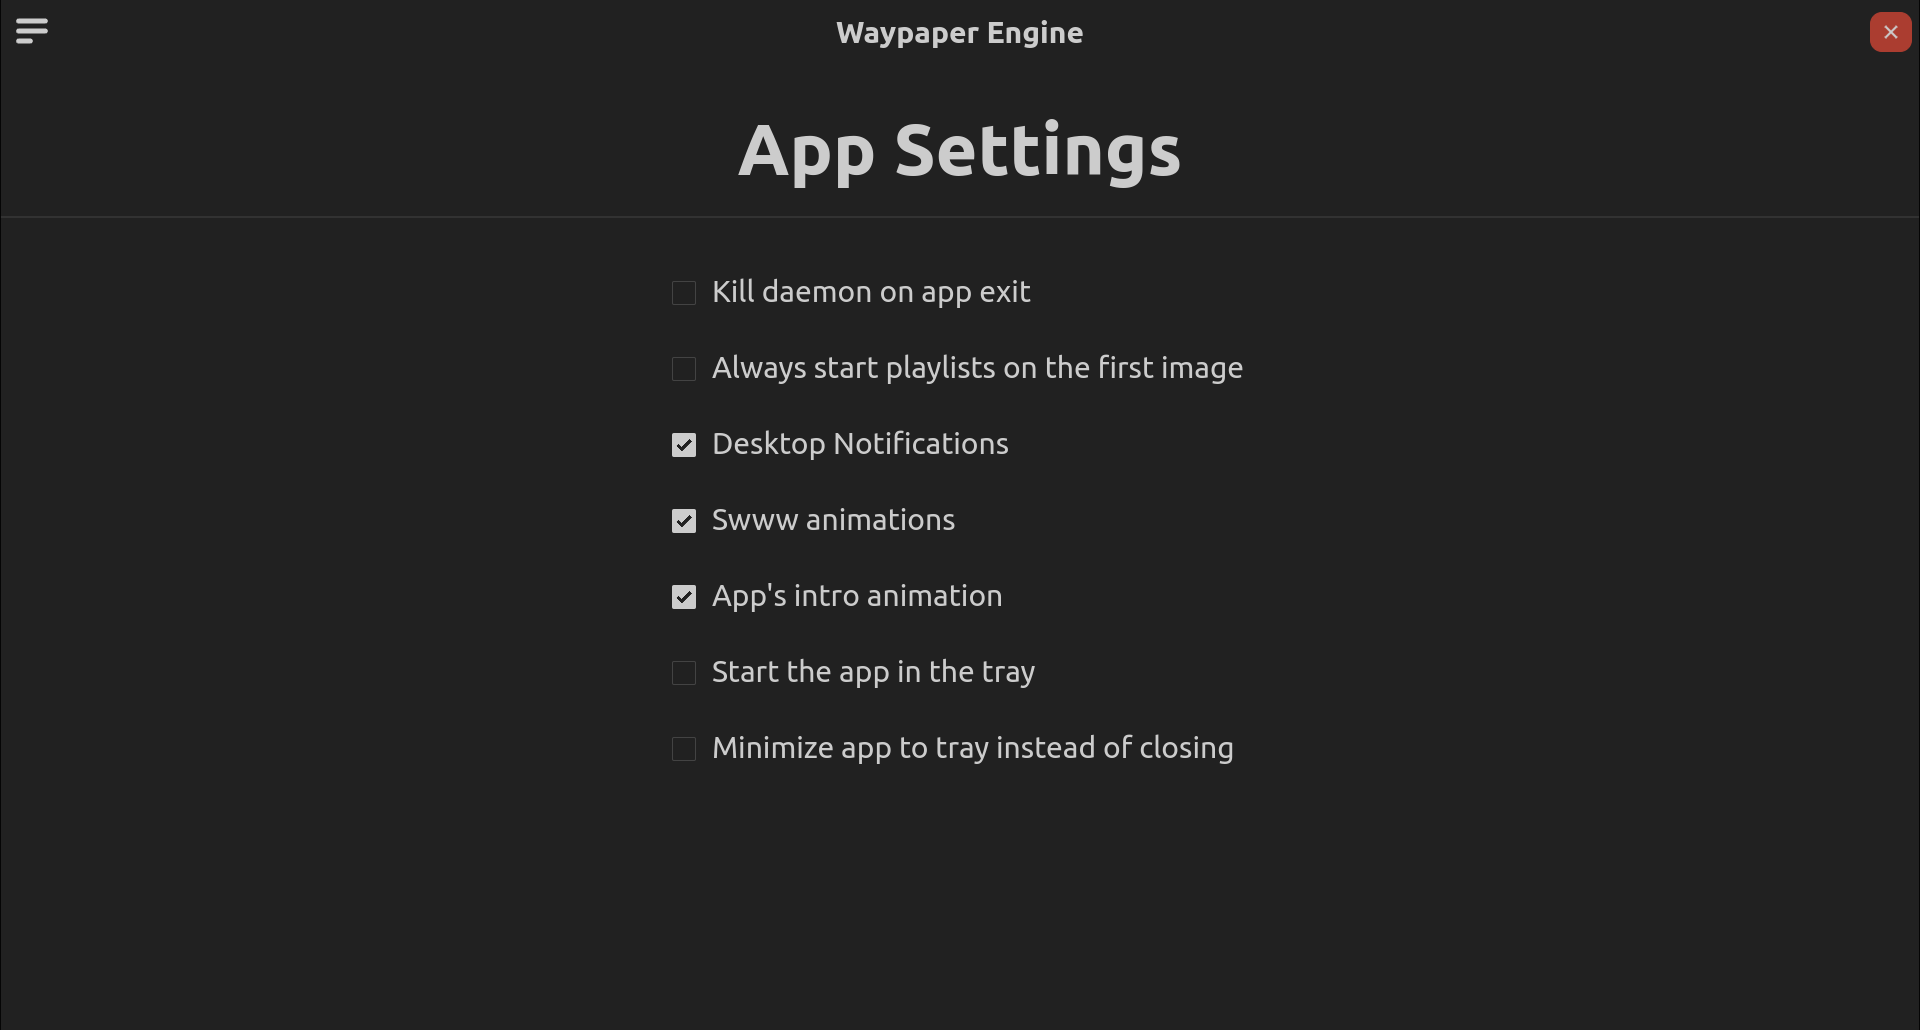 Waypaper Engine
App Settings
Kill daemon on app exit
Always start playlists on the first image
Desktop Notifications
Swww animations
App's intro animation
Start the app in the tray
Minimize app to tray instead of closing